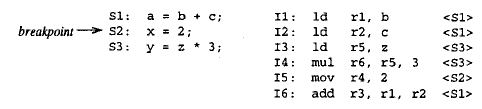 S1: a = b + c;
breakpoint S2: x = 2;
S3: y = z * 3;
I1: ld r1, b <S1>
I2: ld r2, c <S1>
I3: ld r5, z <S3>
I4: mul r6, r5, 3 <S3>
I5: mov r4, 2 <S2>
I6: add r3, r1, r2 <S1>